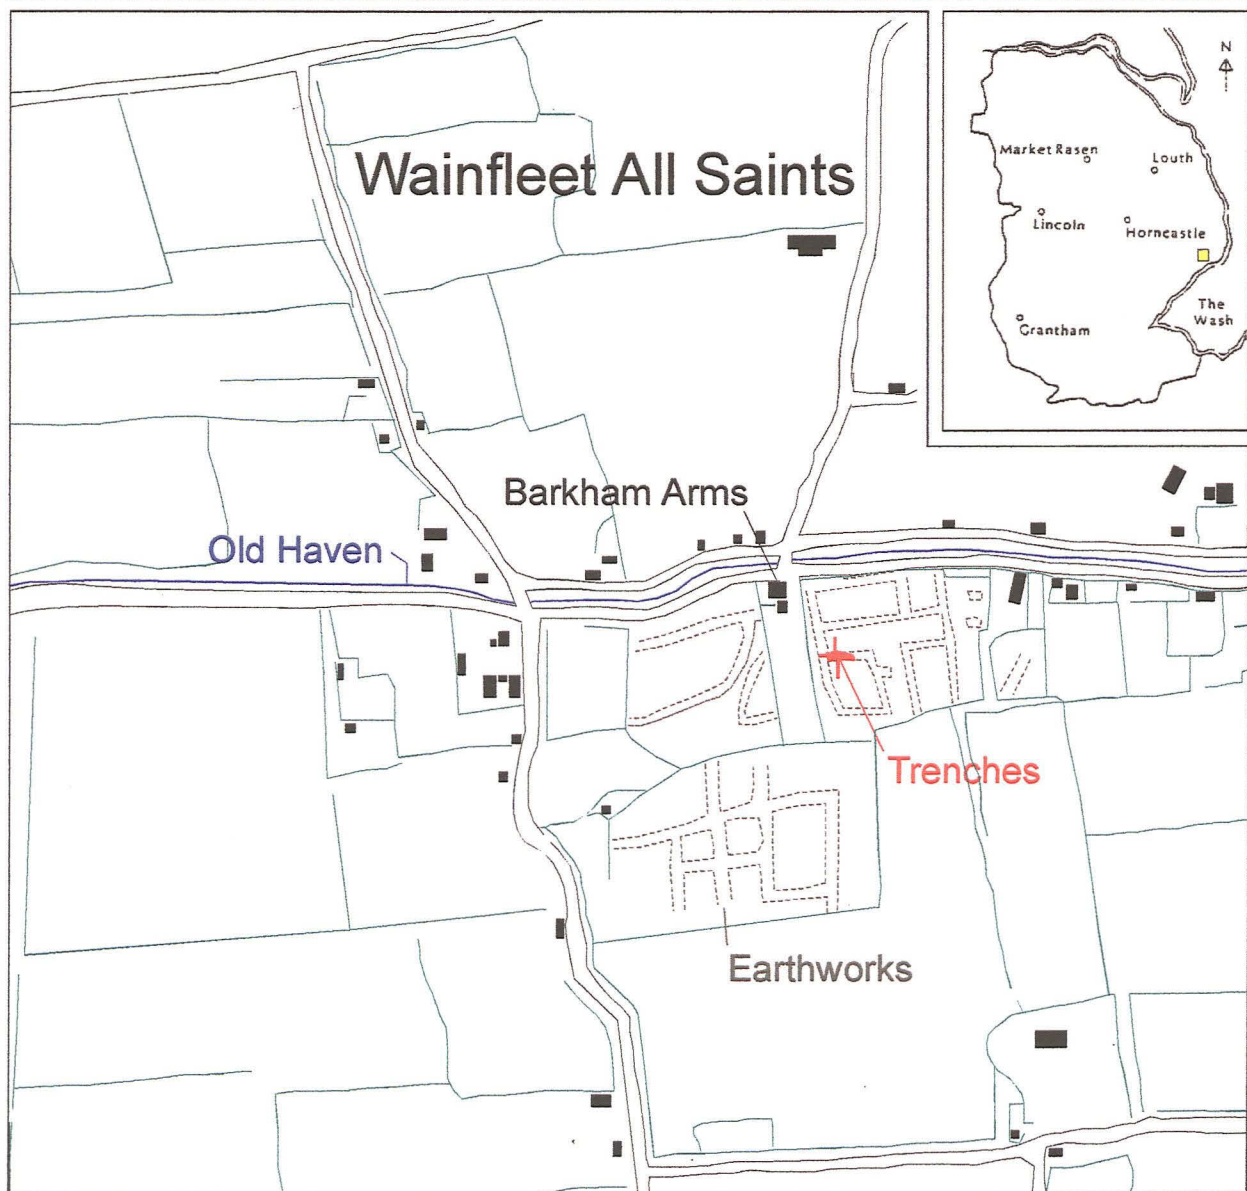 Wainfleet All Saints
N
Market Rasen
Louth
Lincoln
Horncastle
The
Wash
Grantham
Barkham Arms
Old Haven
Trenches
Earthworks